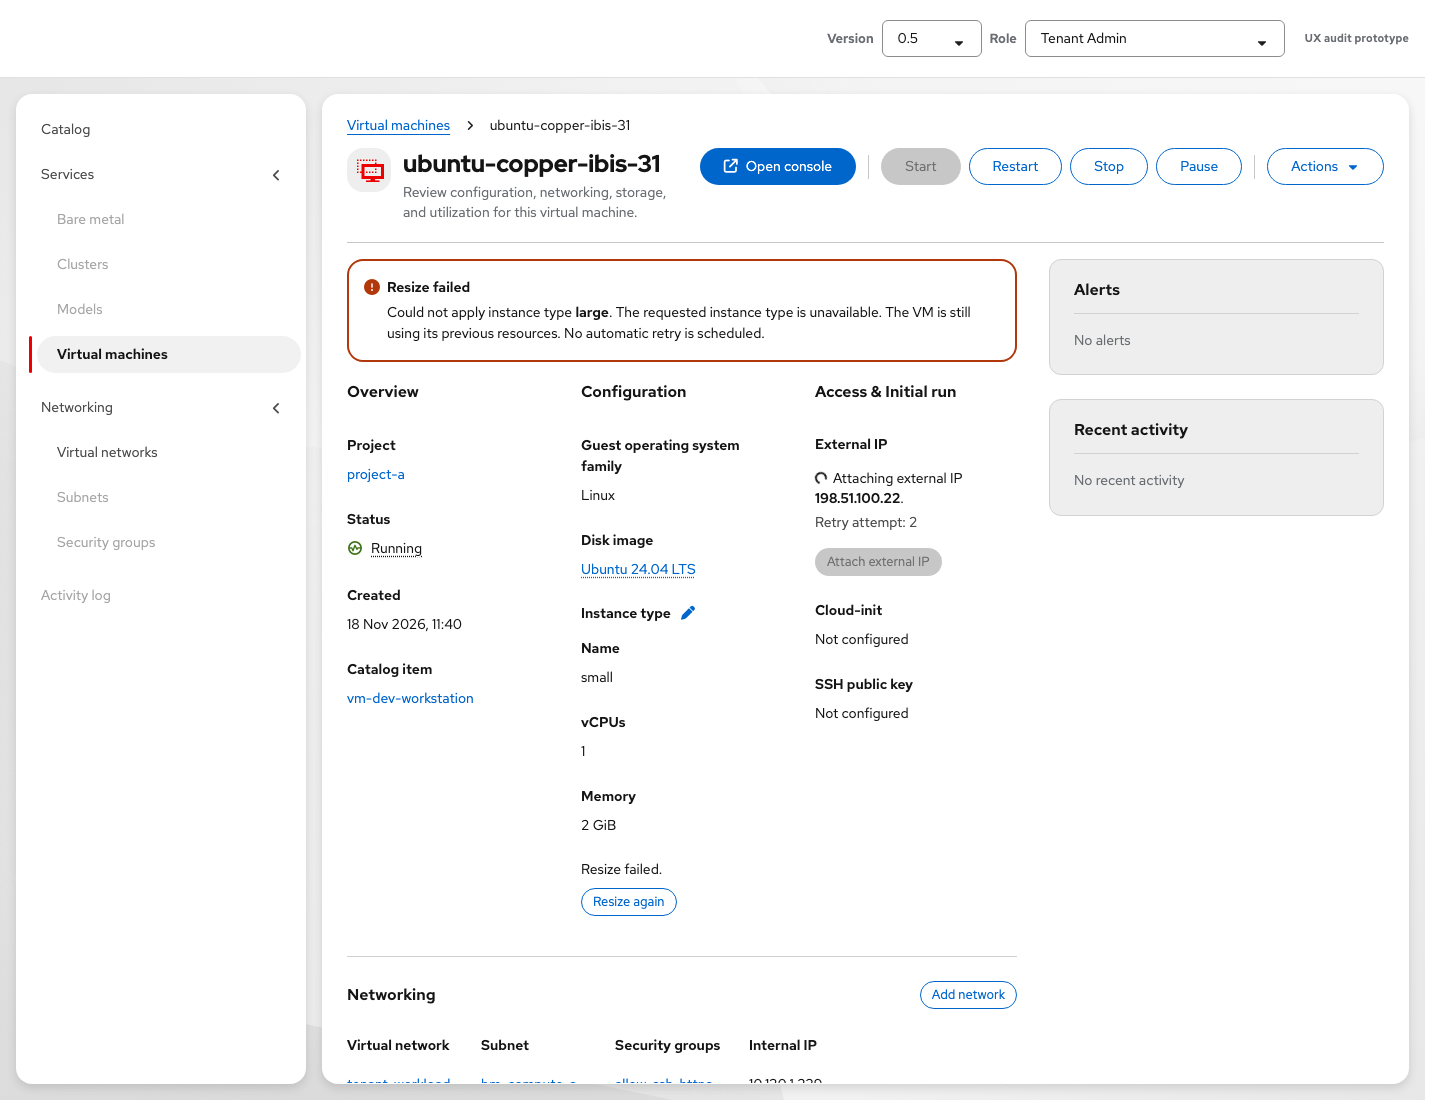 Version
0.5
Role
Tenant Admin
UX audit prototype
Catalog
Services
Bare metal
Clusters
Models
Virtual machines
Networking
Virtual networks
Subnets
Security groups
Activity log
Virtual machines
ubuntu-copper-ibis-31
ubuntu-copper-ibis-31
Review configuration, networking, storage,
and utilization for this virtual machine.
Open console
Start
Restart
Stop
Pause
Actions
Resize failed
Could not apply instance type large. The requested instance type is unavailable. The VM is still
using its previous resources. No automatic retry is scheduled.
Overview
Project
project-a
Status
Running
Created
18 Nov 2026, 11:40
Catalog item
vm-dev-workstation
Configuration
Guest operating system
family
Linux
Disk image
Ubuntu 24.04 LTS
Instance type
Name
small
vCPUs
1
Memory
2 GiB
Resize failed.
Resize again
Access & Initial run
External IP
Attaching external IP
198.51.100.22.
Retry attempt: 2
Attach external IP
Cloud-init
Not configured
SSH public key
Not configured
Alerts
No alerts
Recent activity
No recent activity
Networking
Add network
Virtual network
Subnet
Security groups
Internal IP